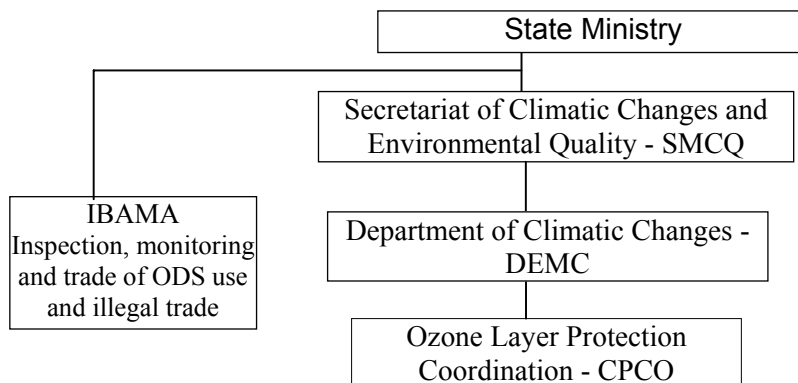 State Ministry
Secretariat of Climatic Changes and
Environmental Quality - SMCQ
IBAMA
Inspection, monitoring
and trade of ODS use
and illegal trade
Department of Climatic Changes -
DEMC
Ozone Layer Protection
Coordination - CPCO